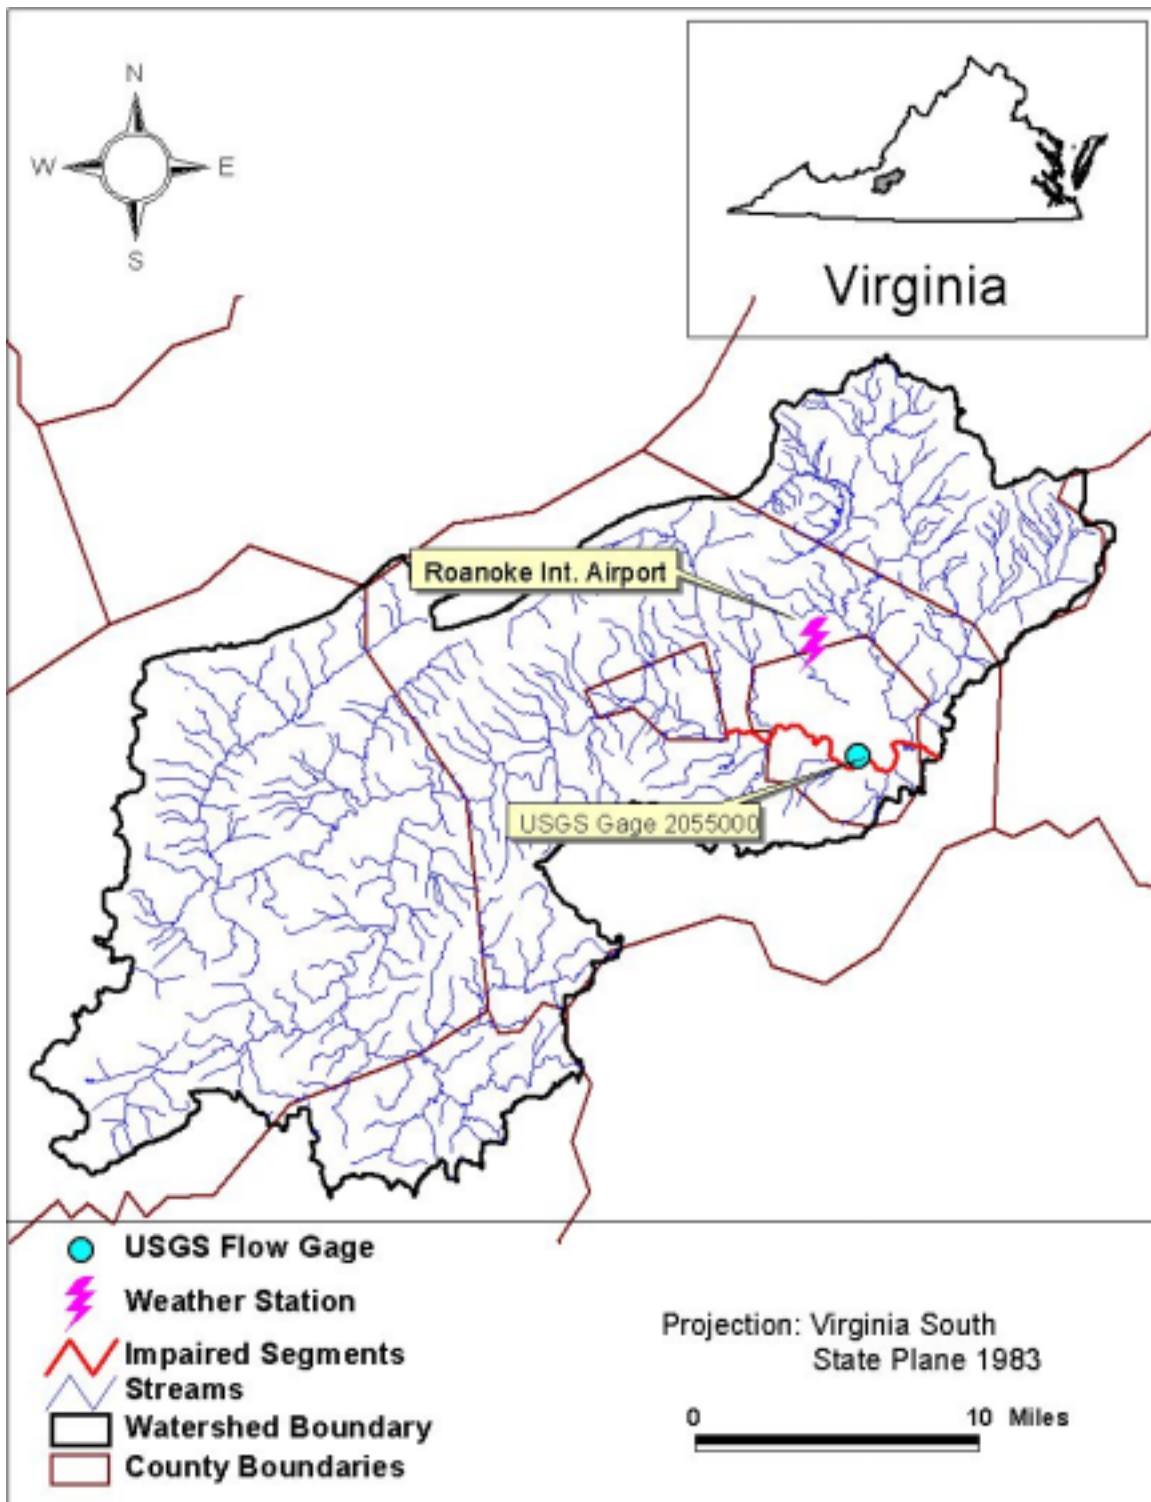 N
W E
S
Virginia
Roanoke Int. Airport
USGS Gage 2055000
USGS Flow Gage
Weather Station
Impaired Segments
Streams
Watershed Boundary
County Boundaries
Projection: Virginia South
State Plane 1983
0 10 Miles